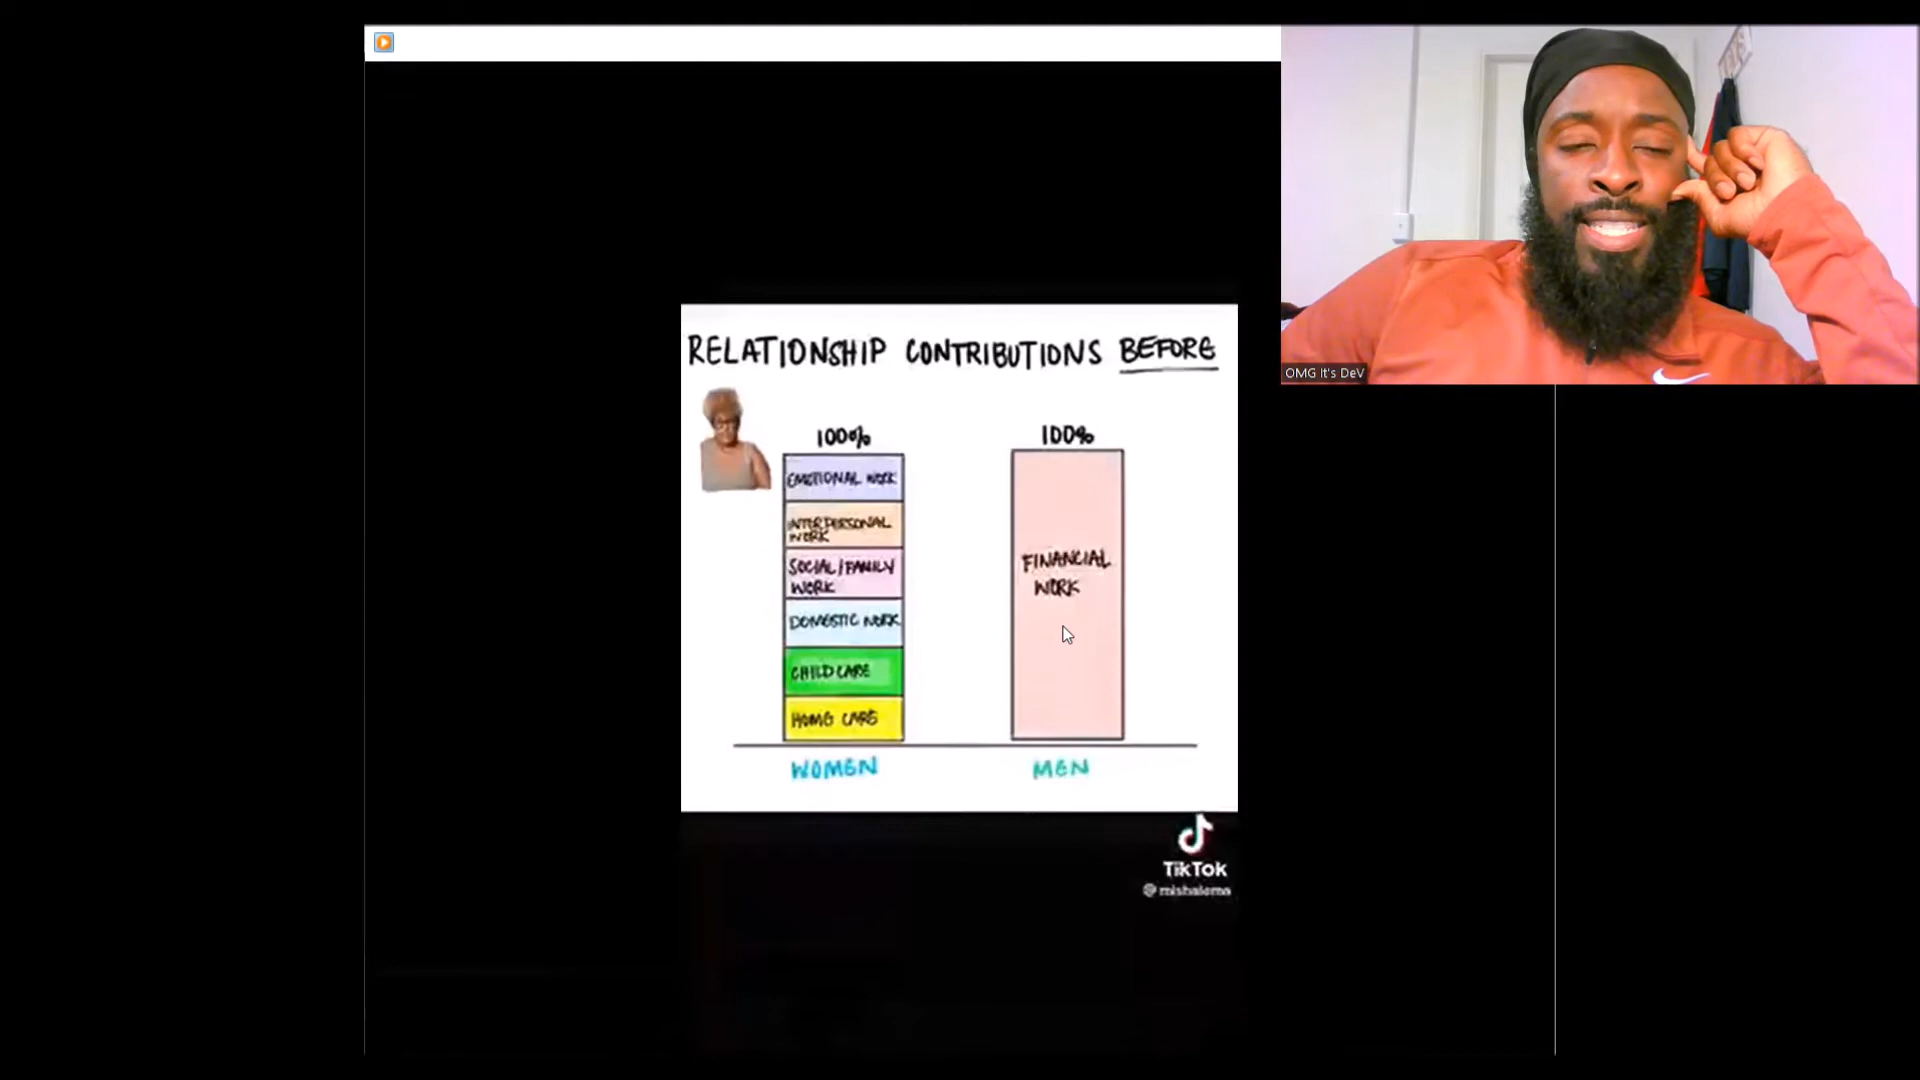 OMG It's DeV
RELATIONSHIP CONTRIBUTIONS BEFORE
100%
100%
EMOTIONAL WORK
INTERPERSONAL
WORK
SOCIAL/FAMILY
WORK
DOMESTIC WORK
CHILD CARE
HOME CARE
FINANCIAL
WORK
WOMEN
MEN
TikTok
@mishalema